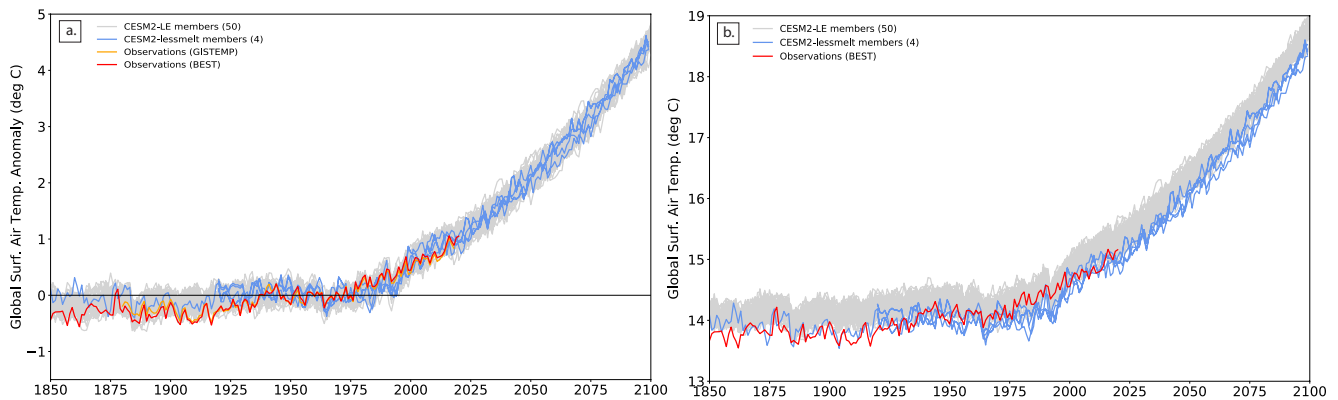 a.
CESM2-LE members (50)
CESM2-lessmelt members (4)
Observations (GISTEMP)
Observations (BEST)
Global Surf. Air Temp. Anomaly (deg C)
5
4
3
2
1
0
−1
1850 1875 1900 1925 1950 1975 2000 2025 2050 2075 2100
b.
CESM2-LE members (50)
CESM2-lessmelt members (4)
Observations (BEST)
Global Surf. Air Temp. (deg C)
19
18
17
16
15
14
13
1850 1875 1900 1925 1950 1975 2000 2025 2050 2075 2100